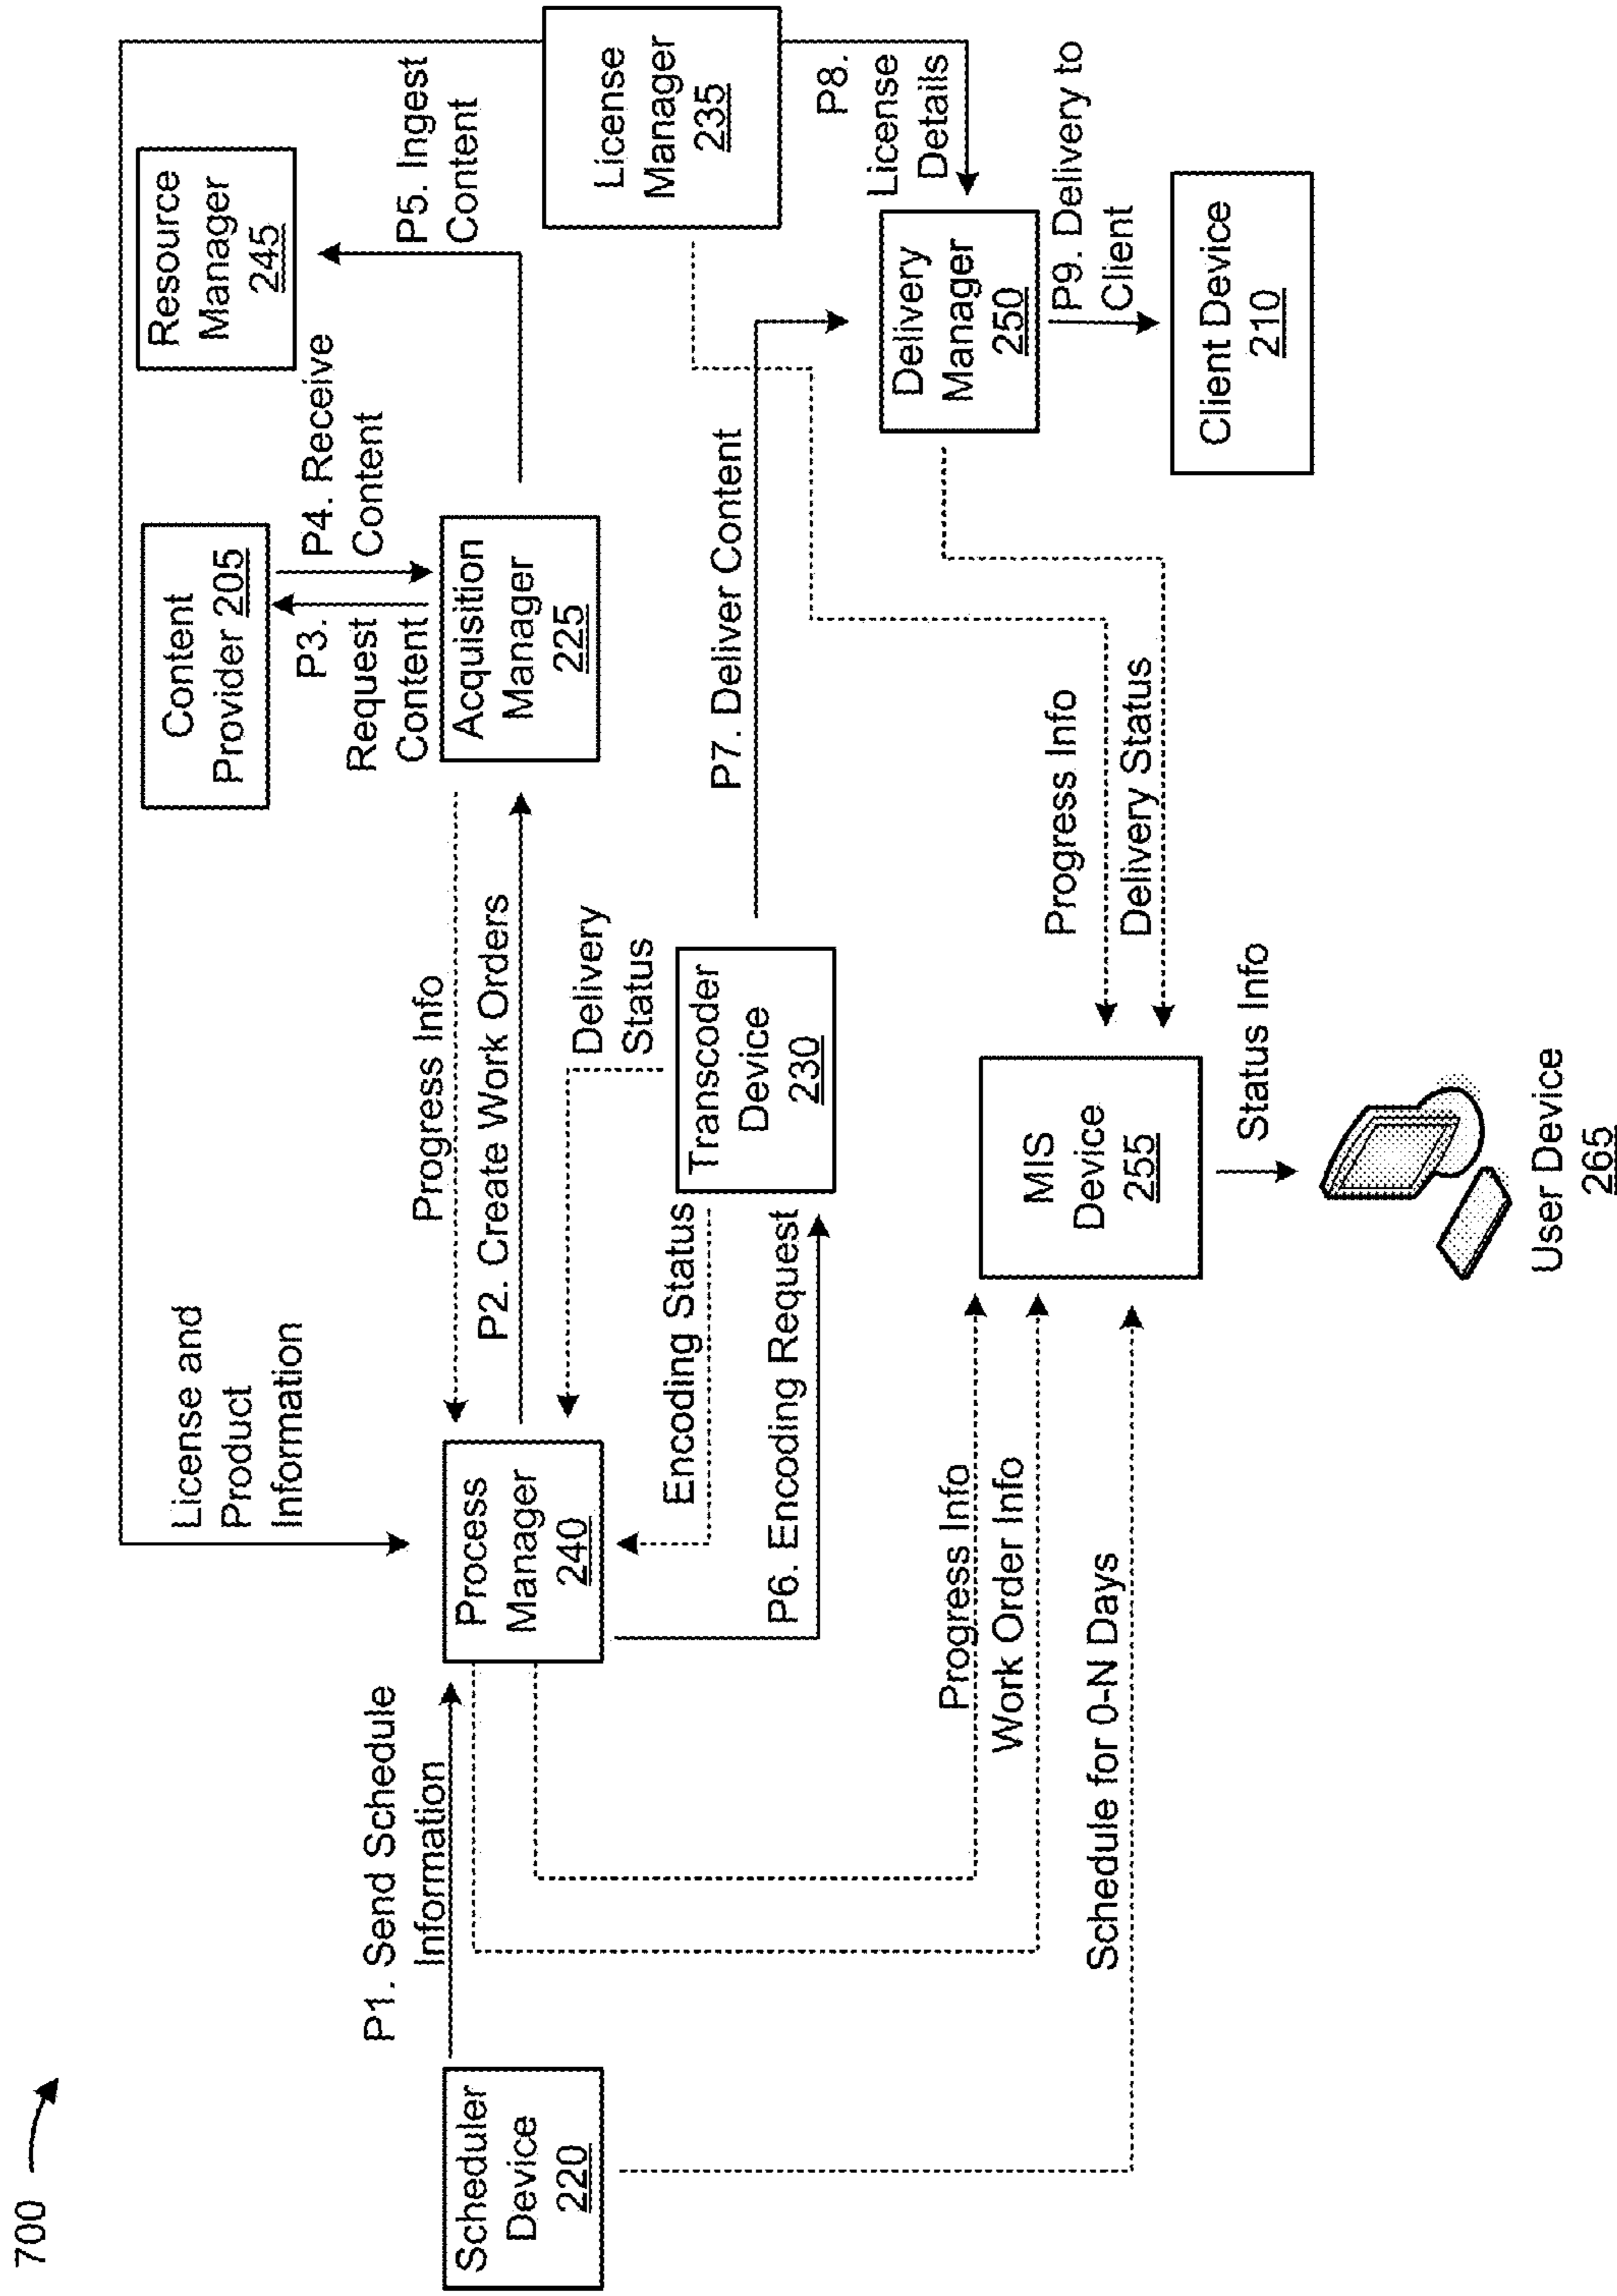 700
License and
Product
Information
Content
Provider 205
Resource
Manager
245
P3.
Request
Content
P4. Receive
Content
P5. Ingest
Content
P1. Send Schedule
Information
Progress Info
P2. Create Work Orders
Scheduler
Device
220
Process
Manager
240
Acquisition
Manager
225
License
Manager
235
Delivery
Status
Encoding Status
P6. Encoding Request
Transcoder
Device
230
P7. Deliver Content
P8.
License
Details
Delivery
Manager
250
P9. Delivery to
Client
Client Device
210
Progress Info
Work Order Info
Schedule for 0-N Days
MIS
Device
255
Progress Info
Delivery Status
Status Info
User Device
265